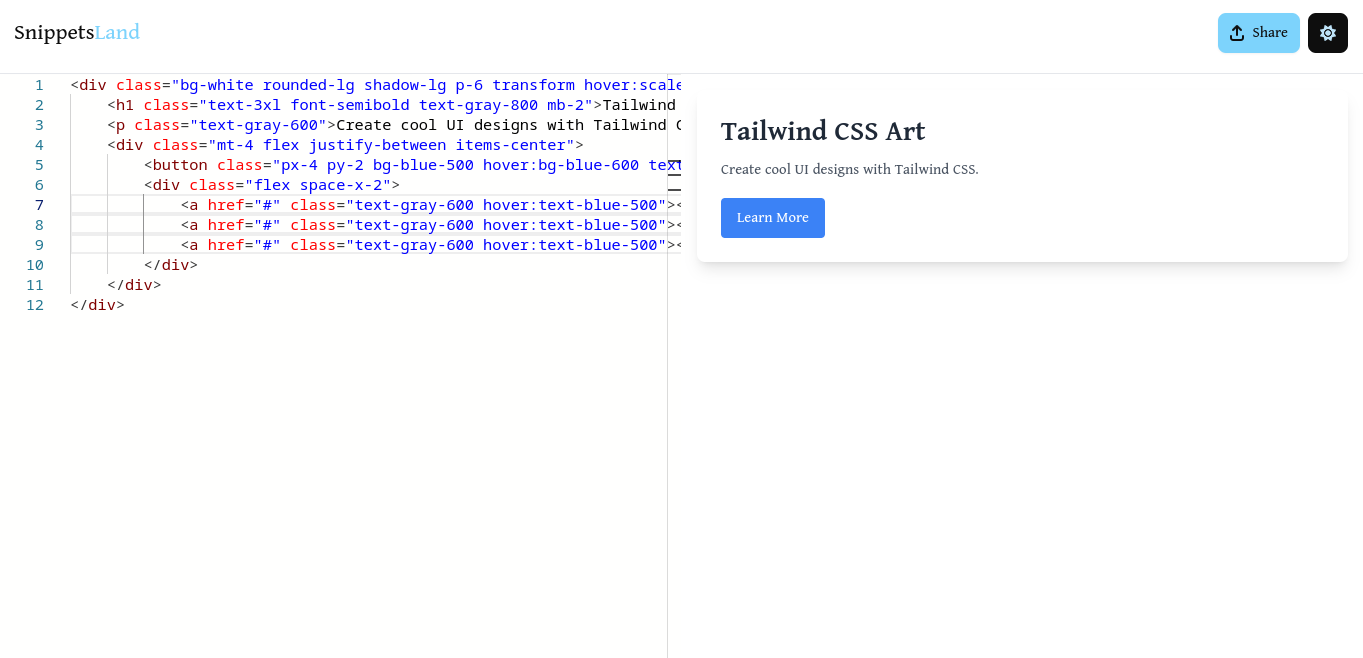 SnippetsLand
Share
1 <div class="bg-white rounded-lg shadow-lg p-6 transform hover:scale
2 <h1 class="text-3xl font-semibold text-gray-800 mb-2">Tailwind
3 <p class="text-gray-600">Create cool UI designs with Tailwind
4 <div class="mt-4 flex justify-between items-center">
5 <button class="px-4 py-2 bg-blue-500 hover:bg-blue-600 text
6 <div class="flex space-x-2">
7 <a href="#" class="text-gray-600 hover:text-blue-500"><
8 <a href="#" class="text-gray-600 hover:text-blue-500"><
9 <a href="#" class="text-gray-600 hover:text-blue-500"><
10 </div>
11 </div>
12 </div>
Tailwind CSS Art
Create cool UI designs with Tailwind CSS.
Learn More